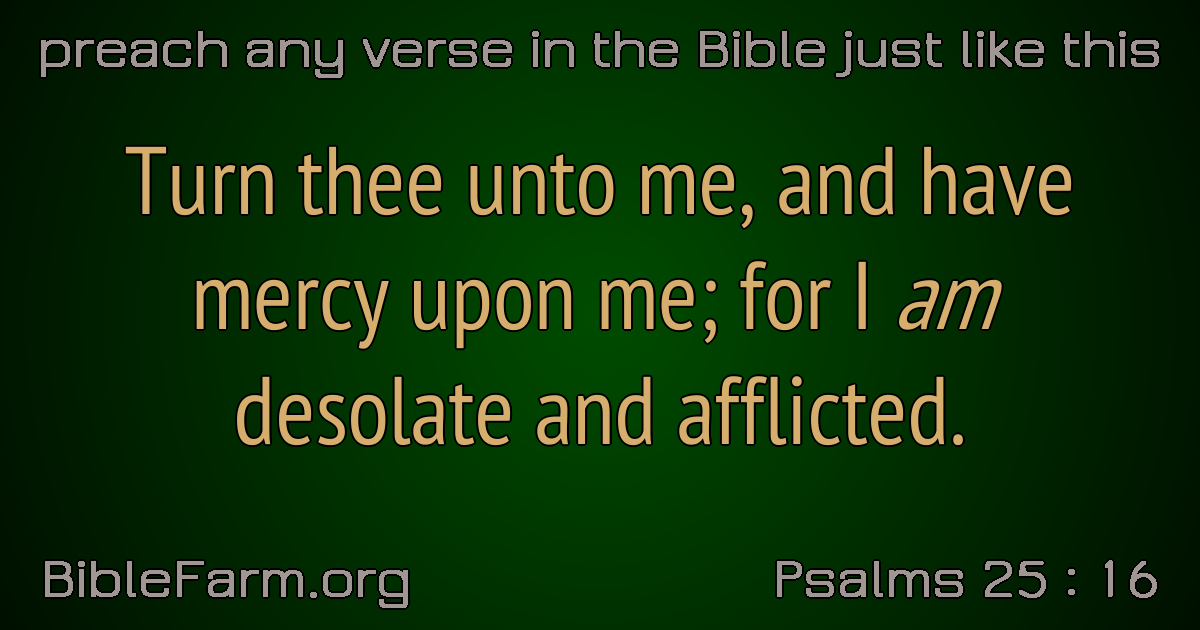 preach any verse in the Bible just like this
Turn thee unto me, and have
mercy upon me; for I am
desolate and afflicted.
BibleFarm.org
Psalms 25 : 16